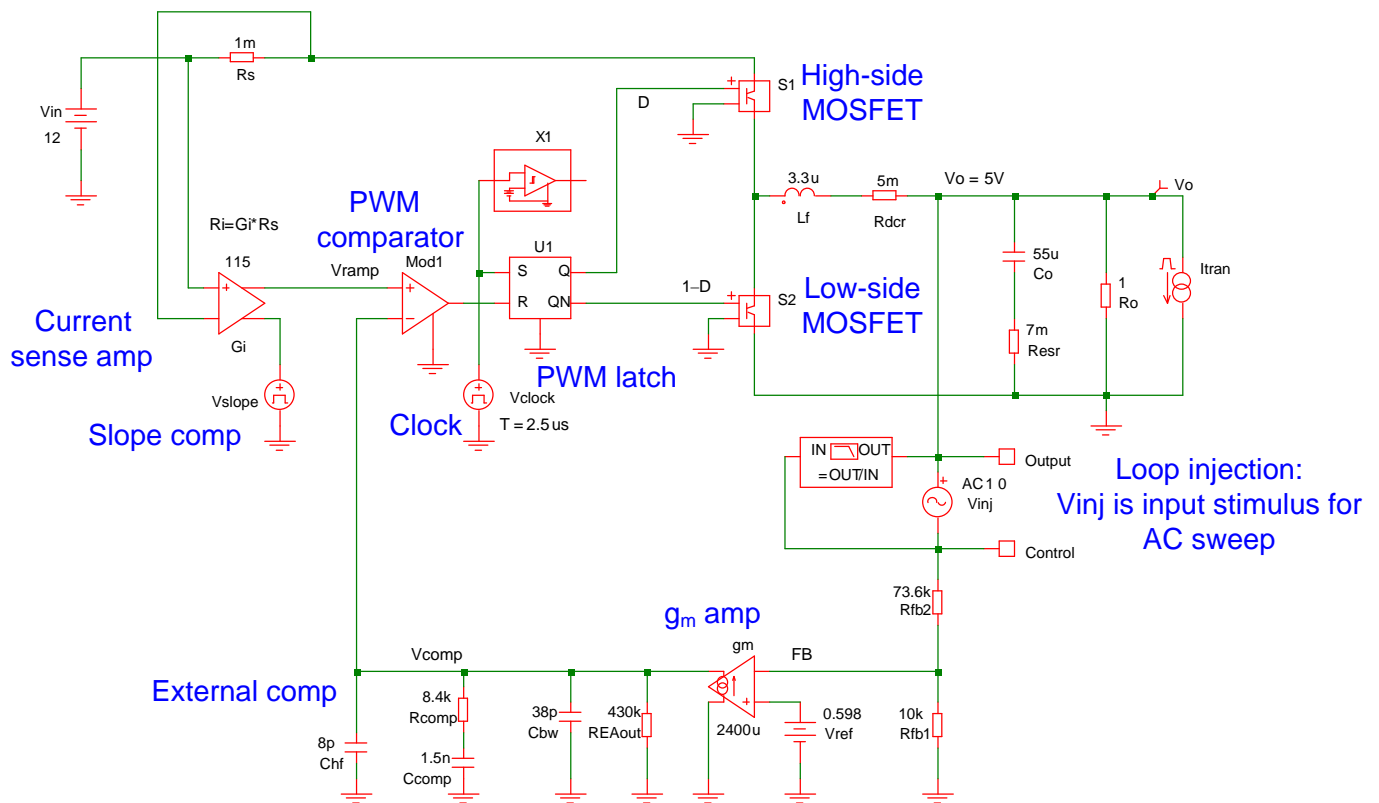 1m
Rs
High-side
MOSFET
S1
D
Vin
12
X1
3.3u
Lf
5m
Rdcr
Vo = 5V
Vo
PWM
comparator
Ri=Gi*Rs
115
Vramp
Mod1
U1
S
Q
R
QN
1–D
S2
Low-side
MOSFET
55u
Co
1
Ro
Itran
7m
Resr
Current
sense amp
Gi
PWM latch
Vslope
Slope comp
Clock
Vclock
T = 2.5us
IN
OUT
=OUT/IN
Output
AC 1 0
Vinj
Control
Loop injection:
Vinj is input stimulus for
AC sweep
73.6k
Rfb2
gm amp
gm
FB
Vcomp
External comp
8.4k
Rcomp
38p
Cbw
430k
REAout
2400u
0.598
Vref
10k
Rfb1
8p
Chf
1.5n
Ccomp